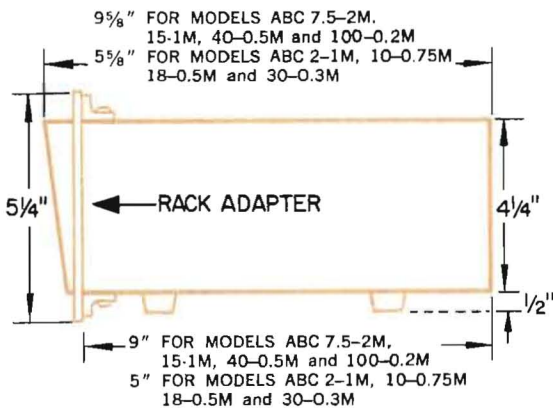 9⅝" FOR MODELS ABC 7.5–2M.
15-1M, 40–0.5M and 100–0.2M
5⅝" FOR MODELS ABC 2–1M, 10–0.75M
18–0.5M and 30–0.3M
5¼"
RACK ADAPTER
4¼"
½"
9" FOR MODELS ABC 7.5–2M,
15-1M, 40–0.5M and 100–0.2M
5" FOR MODELS ABC 2–1M, 10–0.75M
18–0.5M and 30–0.3M